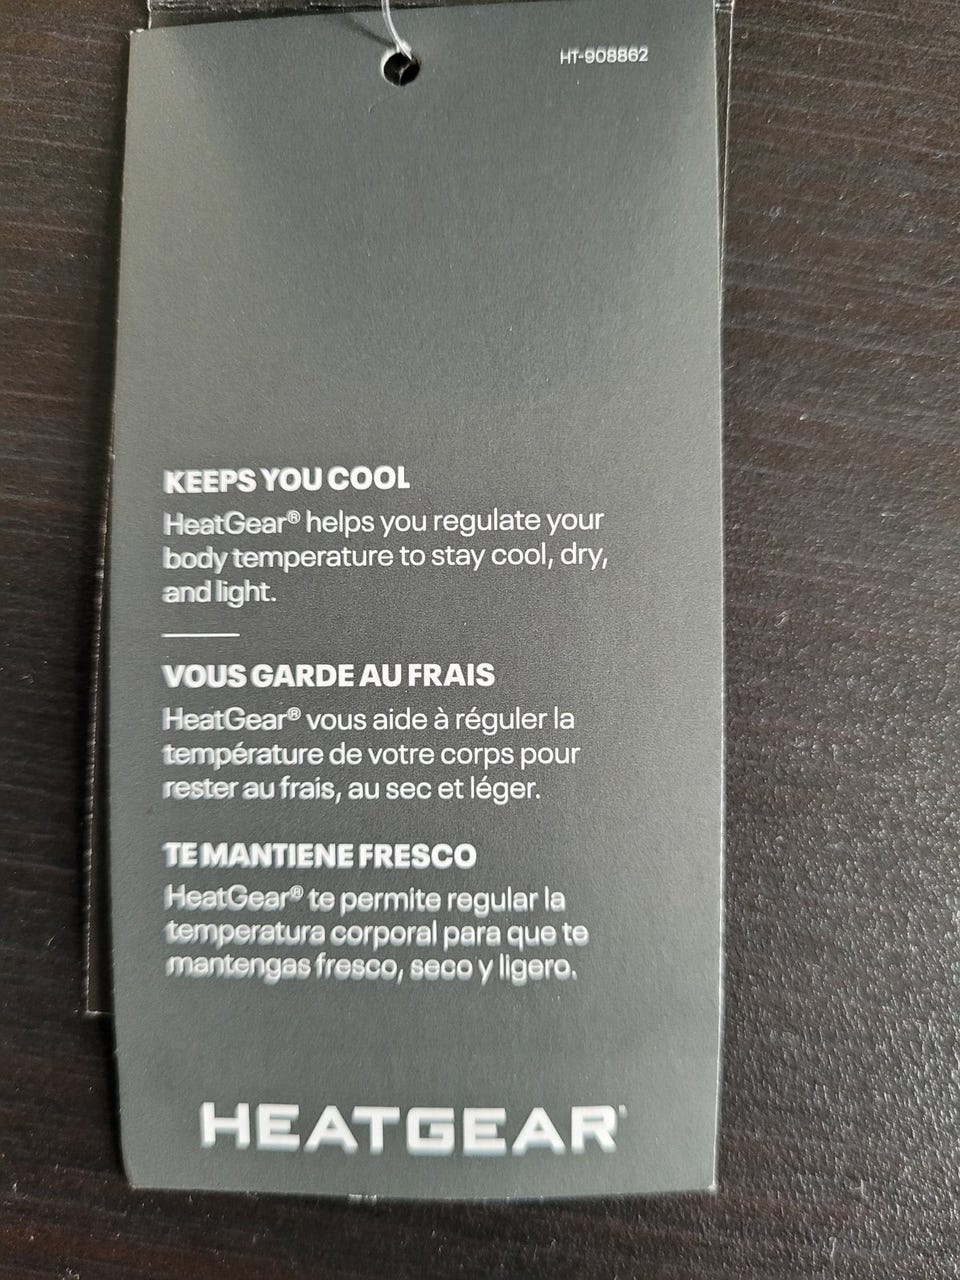 HT-908862
KEEPS YOU COOL
HeatGear® helps you regulate your
body temperature to stay cool, dry,
and light.
VOUS GARDE AU FRAIS
HeatGear® vous aide à réguler la
température de votre corps pour
rester au frais, au sec et léger.
TE MANTIENE FRESCO
HeatGear® te permite regular la
temperatura corporal para que te
mantengas fresco, seco y ligero.
HEATGEAR®